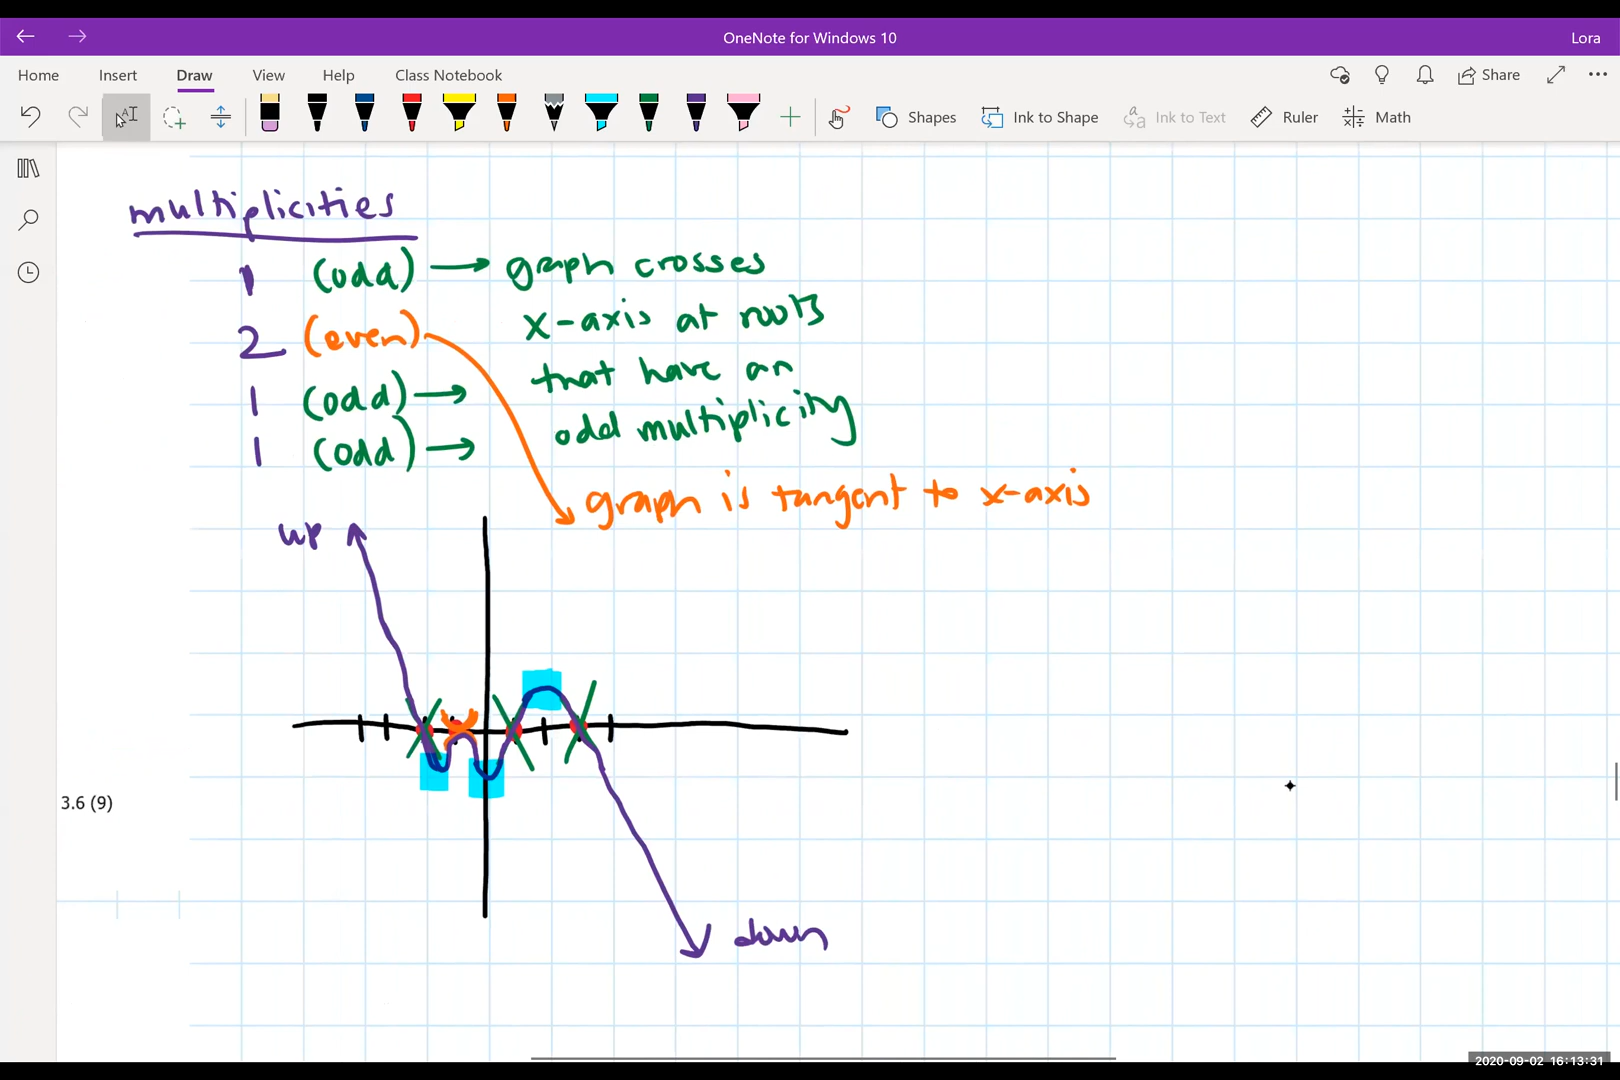 OneNote for Windows 10
Lora
Home Insert Draw View Help Class Notebook
Share
Shapes Ink to Shape Ink to Text Ruler Math
multiplicities
1 (odd) → graph crosses
x-axis at roots
2 (even)
that have an
1 (odd) →
odd multiplicity
1 (odd) →
graph is tangent to x-axis
up
3.6 (9)
down
2020-09-02 16:13:31